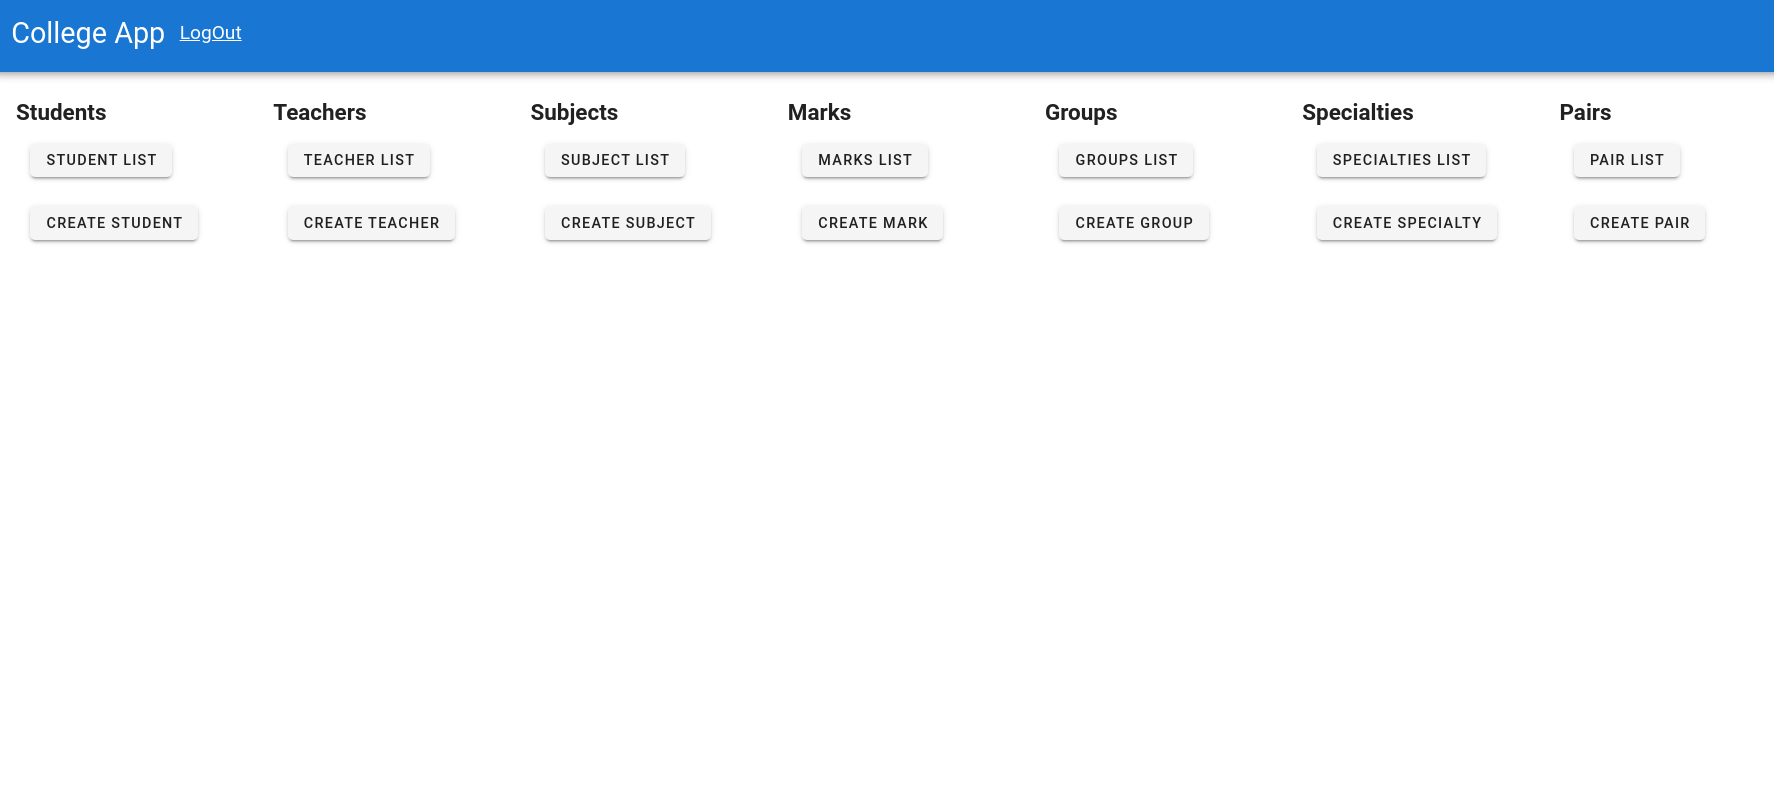 College App LogOut
Students Teachers Subjects Marks Groups Specialties Pairs
STUDENT LIST TEACHER LIST SUBJECT LIST MARKS LIST GROUPS LIST SPECIALTIES LIST PAIR LIST
CREATE STUDENT CREATE TEACHER CREATE SUBJECT CREATE MARK CREATE GROUP CREATE SPECIALTY CREATE PAIR